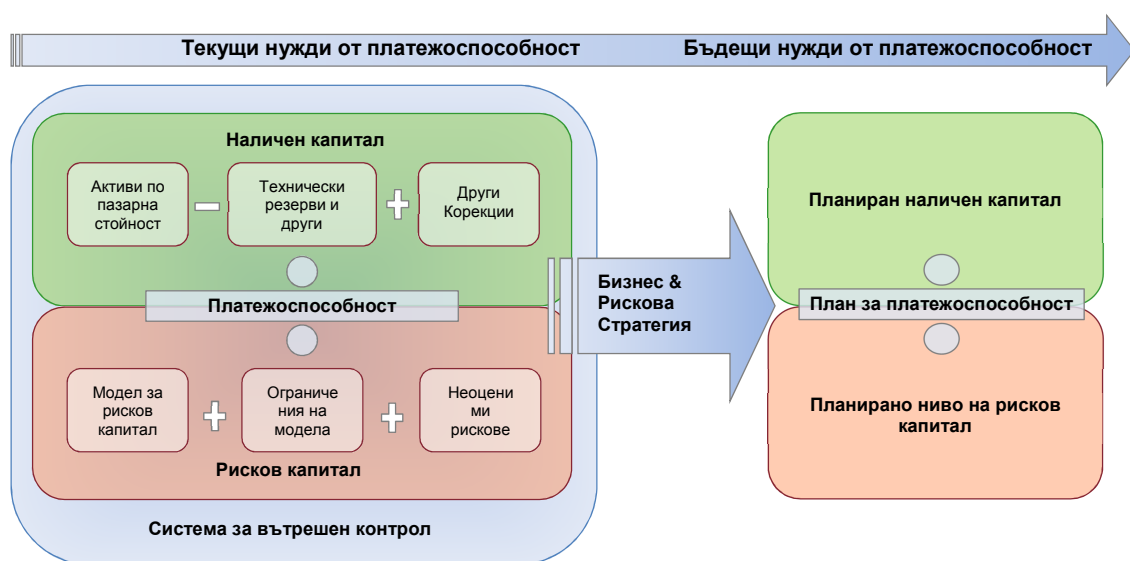 Текущи нужди от платежоспособност
Бъдещи нужди от платежоспособност
Наличен капитал
Активи по
пазарна
стойност
Технически
резерви и
други
Други
Корекции
Платежоспособност
Модел за
рисков
капитал
Ограниче
ния на
модела
Неоцени
ми
рискове
Рисков капитал
Система за вътрешен контрол
Бизнес &
Рискова
Стратегия
Планиран наличен капитал
План за платежоспособност
Планирано ниво на рисков
капитал